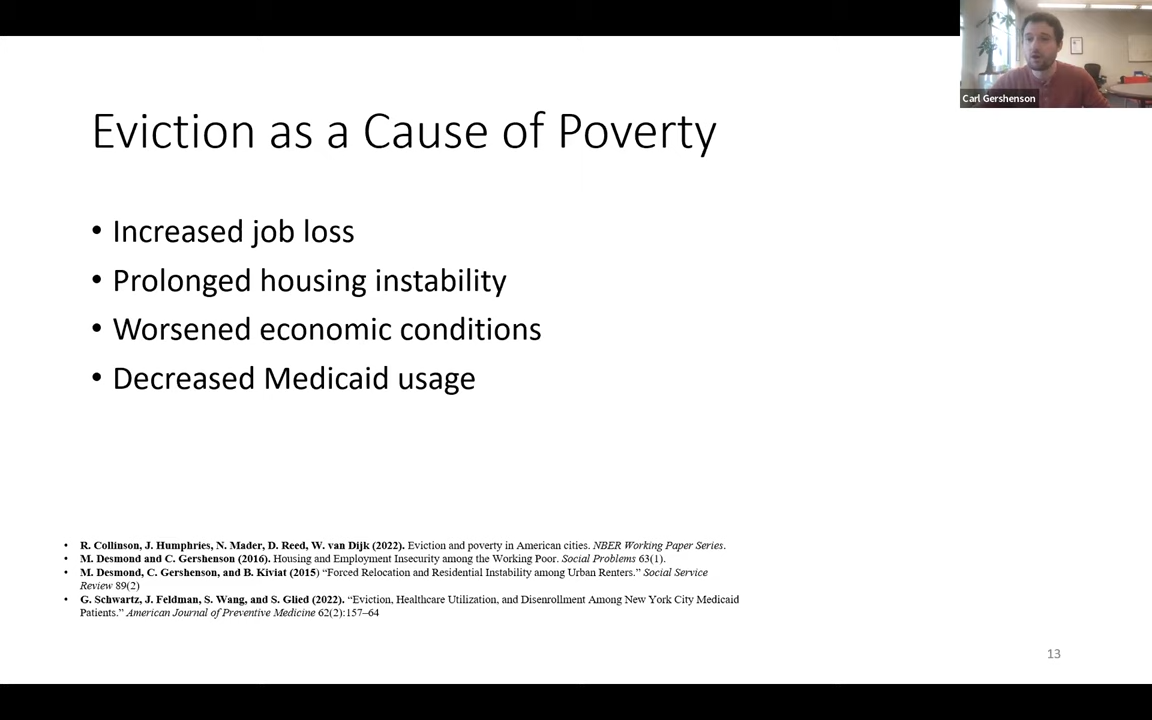 Carl Gershenson
Eviction as a Cause of Poverty
• Increased job loss
• Prolonged housing instability
• Worsened economic conditions
• Decreased Medicaid usage
• R. Collinson, J. Humphries, N. Mader, D. Reed, W. van Dijk (2022). Eviction and poverty in American cities. NBER Working Paper Series.
• M. Desmond and C. Gershenson (2016). Housing and Employment Insecurity among the Working Poor. Social Problems 63(1).
• M. Desmond, C. Gershenson, and B. Kiviat (2015) “Forced Relocation and Residential Instability among Urban Renters.” Social Service
Review 89(2)
• G. Schwartz, J. Feldman, S. Wang, and S. Glied (2022). “Eviction, Healthcare Utilization, and Disenrollment Among New York City Medicaid
Patients.” American Journal of Preventive Medicine 62(2):157–64
13